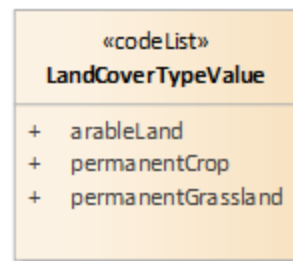 «codeList»
LandCoverTypeValue
+ arableLand
+ permanentCrop
+ permanentGrassland